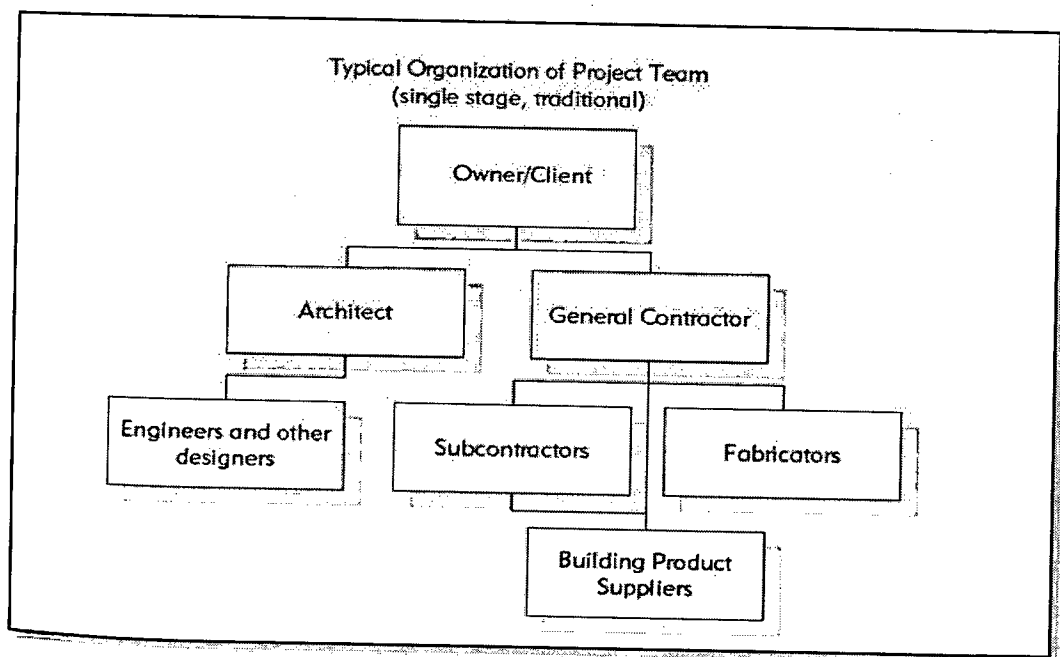 Typical Organization of Project Team
(single stage, traditional)
Owner/Client
Architect
General Contractor
Engineers and other
designers
Subcontractors
Fabricators
Building Product
Suppliers